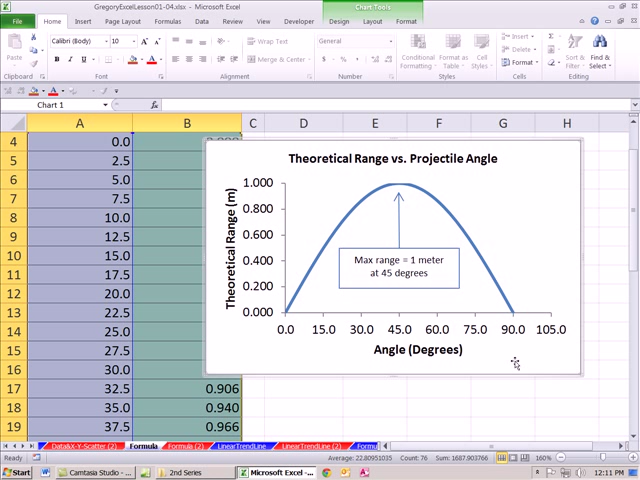 GregoryExcelLesson01-04.xlsx - Microsoft Excel
Chart Tools
File Home Insert Page Layout Formulas Data Review View Developer Design Layout Format
Calibri (Body) 10 Wrap Text General Insert
Paste Merge & Center Conditional Formatting Format as Table Cell Styles Delete Format Sort & Filter Find & Select
Clipboard Font Alignment Number Styles Cells Editing
Chart 1 fx
A B C D E F G H
4 0.0
5 2.5
6 5.0
7 7.5
8 10.0
9 12.5
10 15.0
11 17.5
12 20.0
13 22.5
14 25.0
15 27.5
16 30.0
17 32.5 0.906
18 35.0 0.940
19 37.5 0.966
Theoretical Range vs. Projectile Angle
Theoretical Range (m)
1.000
0.800
0.600
0.400
0.200
0.000
Max range = 1 meter
at 45 degrees
0.0 15.0 30.0 45.0 60.0 75.0 90.0 105.0
Angle (Degrees)
Data&X-Y-Scatter (2) Formula Formula (2) LinearTrendLine LinearTrendLine (2) Formu
Ready Average: 22.80951035 Count: 76 Sum: 1687.903766 160%
Start Camtasia Studio - ... 2nd Series Microsoft Excel -... 12:11 PM